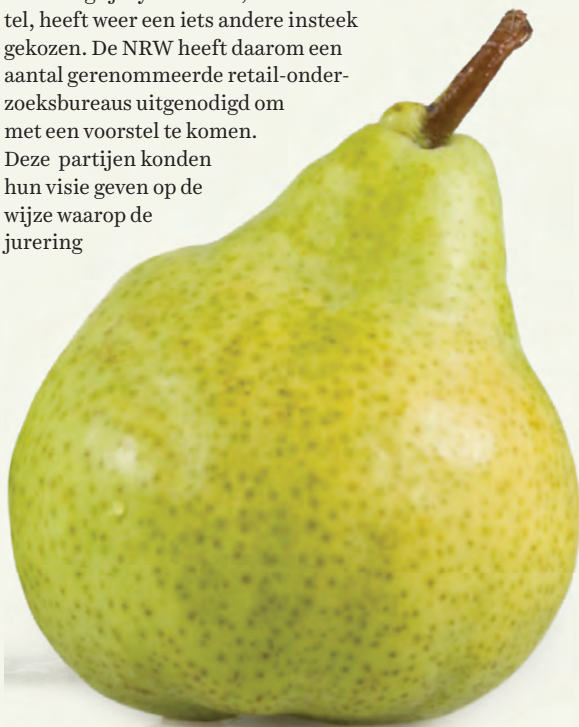 tel, heeft weer een iets andere insteek
gekozen. De NRW heeft daarom een
aantal gerenommeerde retail-onder-
zoeksbureaus uitgenodigd om
met een voorstel te komen.
Deze partijen konden
hun visie geven op de
wijze waarop de
jurering